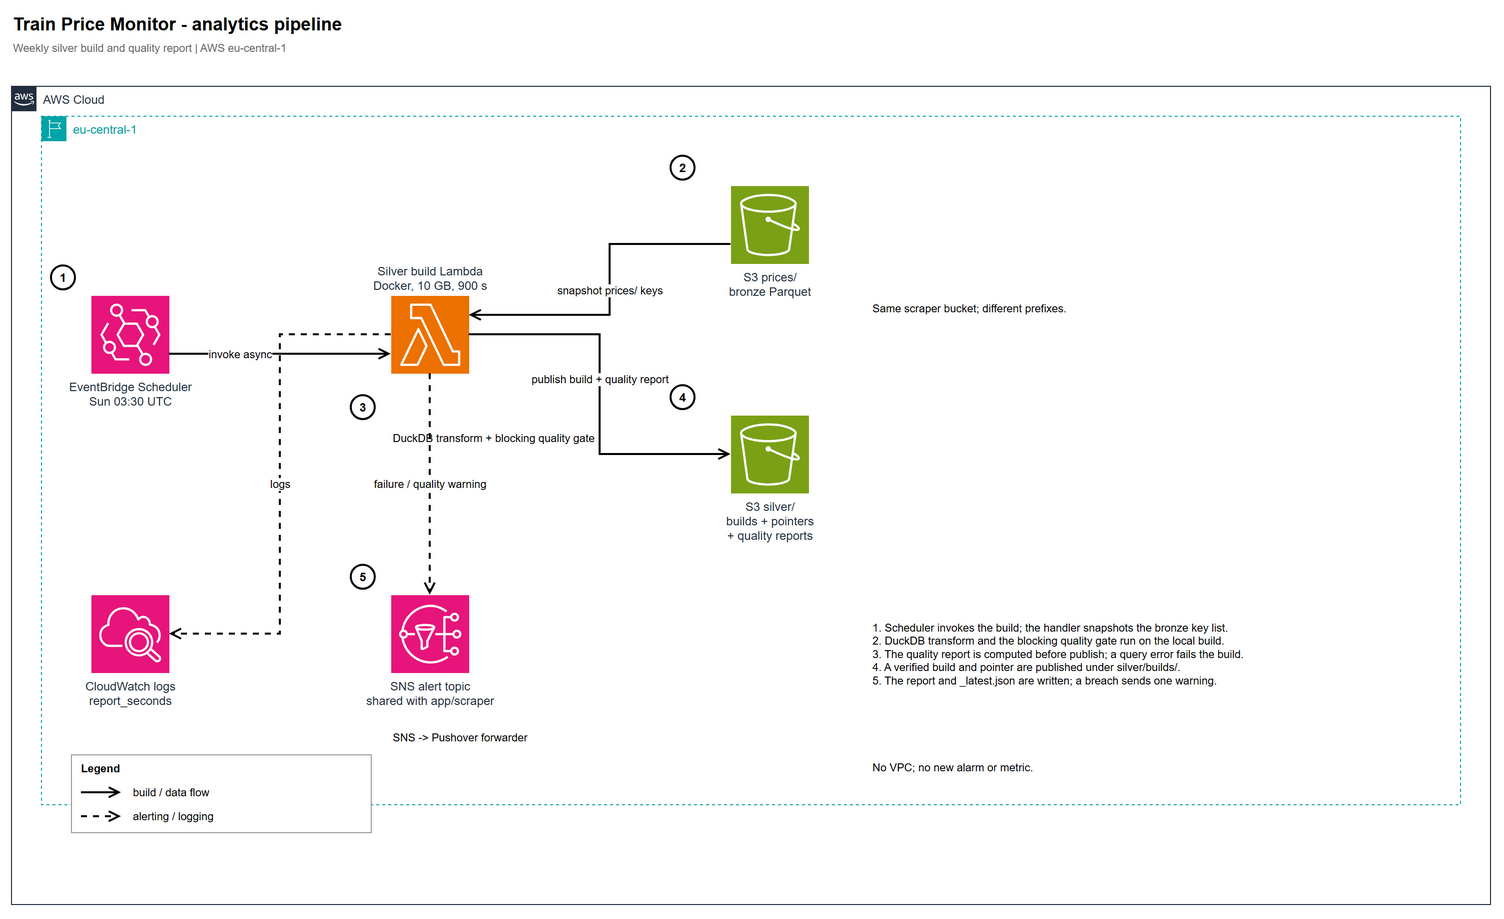 Train Price Monitor - analytics pipeline
Weekly silver build and quality report | AWS eu-central-1
aws
AWS Cloud
eu-central-1
2
1
Silver build Lambda
Docker, 10 GB, 900 s
S3 prices/
bronze Parquet
snapshot prices/ keys
Same scraper bucket; different prefixes.
invoke async
EventBridge Scheduler
Sun 03:30 UTC
publish build + quality report
4
3
DuckDB transform + blocking quality gate
logs
failure / quality warning
S3 silver/
builds + pointers
+ quality reports
5
1. Scheduler invokes the build; the handler snapshots the bronze key list.
2. DuckDB transform and the blocking quality gate run on the local build.
3. The quality report is computed before publish; a query error fails the build.
4. A verified build and pointer are published under silver/builds/.
5. The report and _latest.json are written; a breach sends one warning.
CloudWatch logs
report_seconds
SNS alert topic
shared with app/scraper
SNS -> Pushover forwarder
No VPC; no new alarm or metric.
Legend
build / data flow
alerting / logging